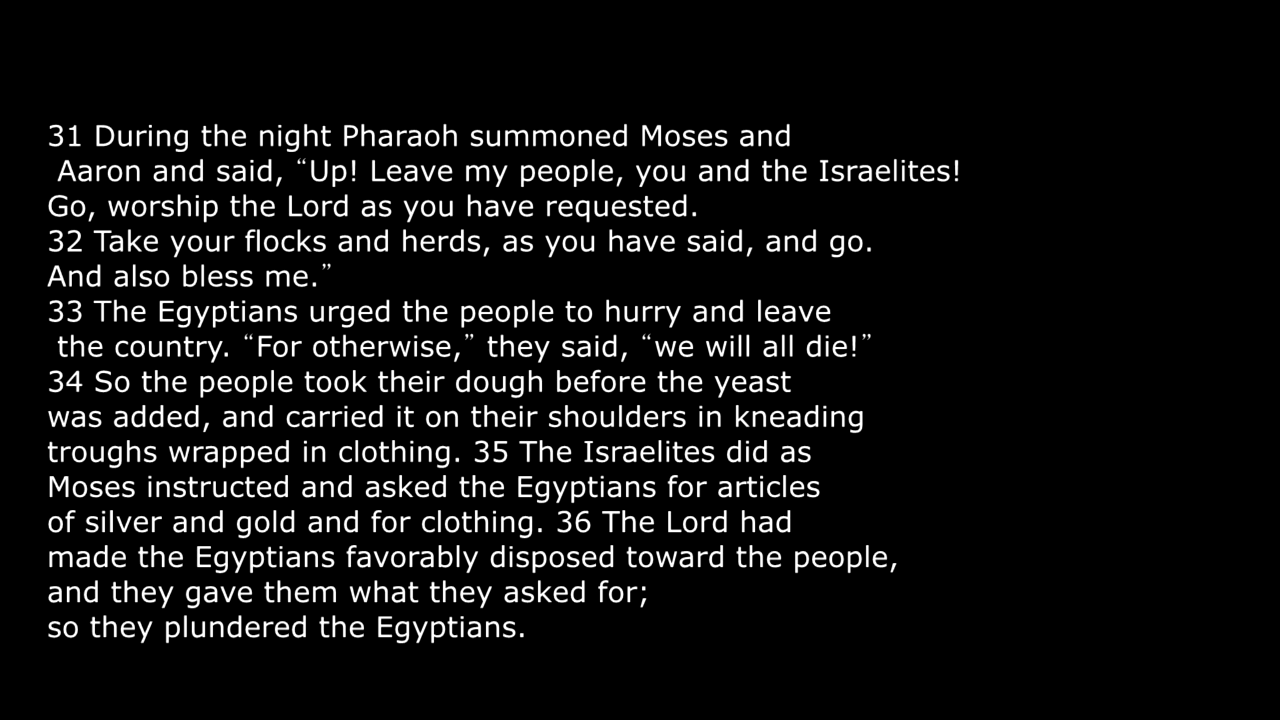 31 During the night Pharaoh summoned Moses and
Aaron and said, “Up! Leave my people, you and the Israelites!
Go, worship the Lord as you have requested.
32 Take your flocks and herds, as you have said, and go.
And also bless me.”
33 The Egyptians urged the people to hurry and leave
the country. “For otherwise,” they said, “we will all die!”
34 So the people took their dough before the yeast
was added, and carried it on their shoulders in kneading
troughs wrapped in clothing. 35 The Israelites did as
Moses instructed and asked the Egyptians for articles
of silver and gold and for clothing. 36 The Lord had
made the Egyptians favorably disposed toward the people,
and they gave them what they asked for;
so they plundered the Egyptians.